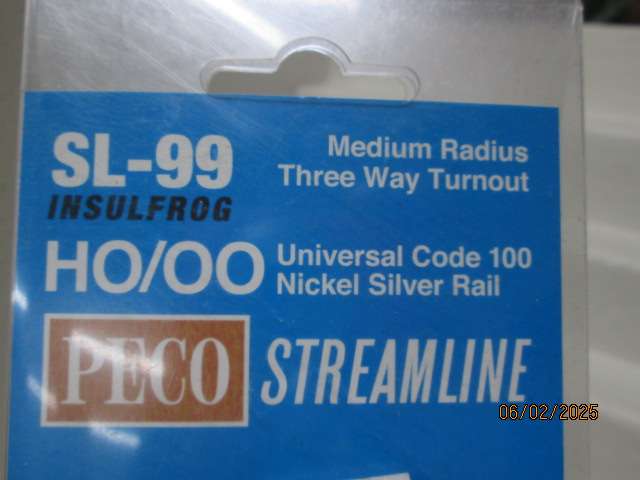 SL-99
INSULFROG
Medium Radius
Three Way Turnout
HO/OO
Universal Code 100
Nickel Silver Rail
PECO STREAMLINE
06/02/2025